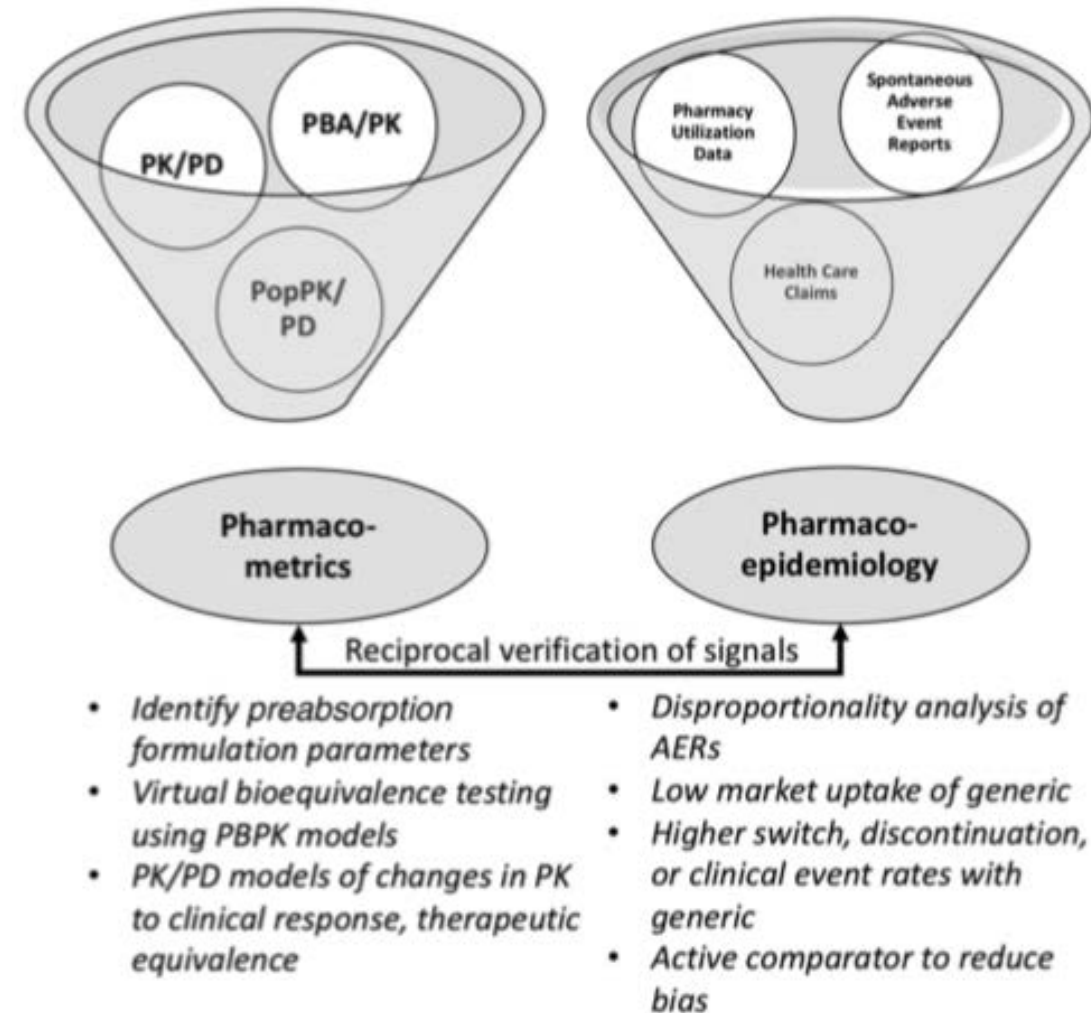 PK/PD
PBA/PK
PopPK/
PD
Pharmacy
Utilization
Data
Spontaneous
Adverse
Event
Reports
Health Care
Claims
Pharmaco-
metrics
Pharmaco-
epidemiology
Reciprocal verification of signals
• Identify preabsorption
formulation parameters
• Virtual bioequivalence testing
using PBPK models
• PK/PD models of changes in PK
to clinical response, therapeutic
equivalence
• Disproportionality analysis of
AERs
• Low market uptake of generic
• Higher switch, discontinuation,
or clinical event rates with
generic
• Active comparator to reduce
bias